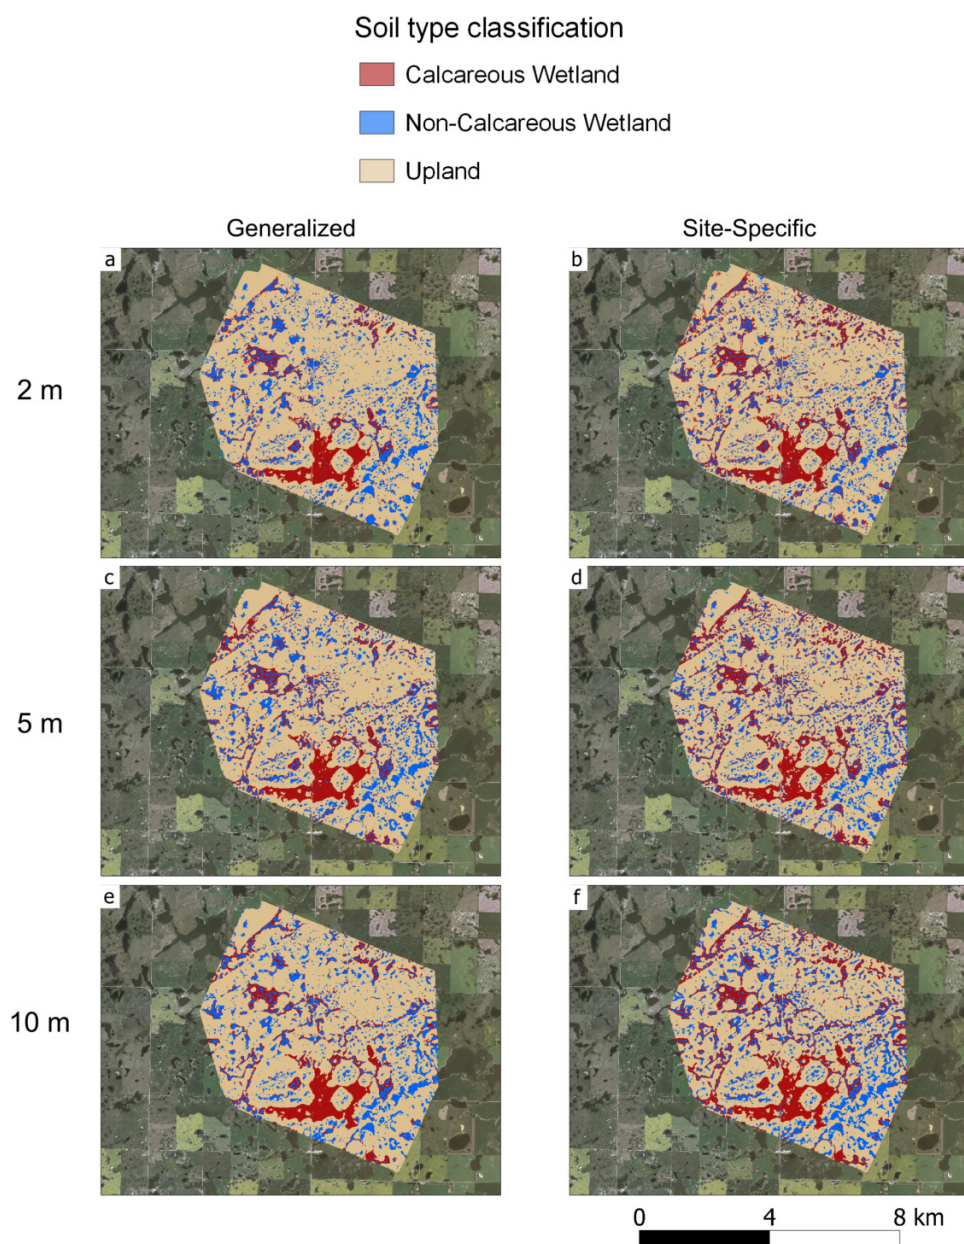 Soil type classification
Calcareous Wetland
Non-Calcareous Wetland
Upland
Generalized
Site-Specific
2 m
a
b
5 m
c
d
10 m
e
f
0 4 8 km